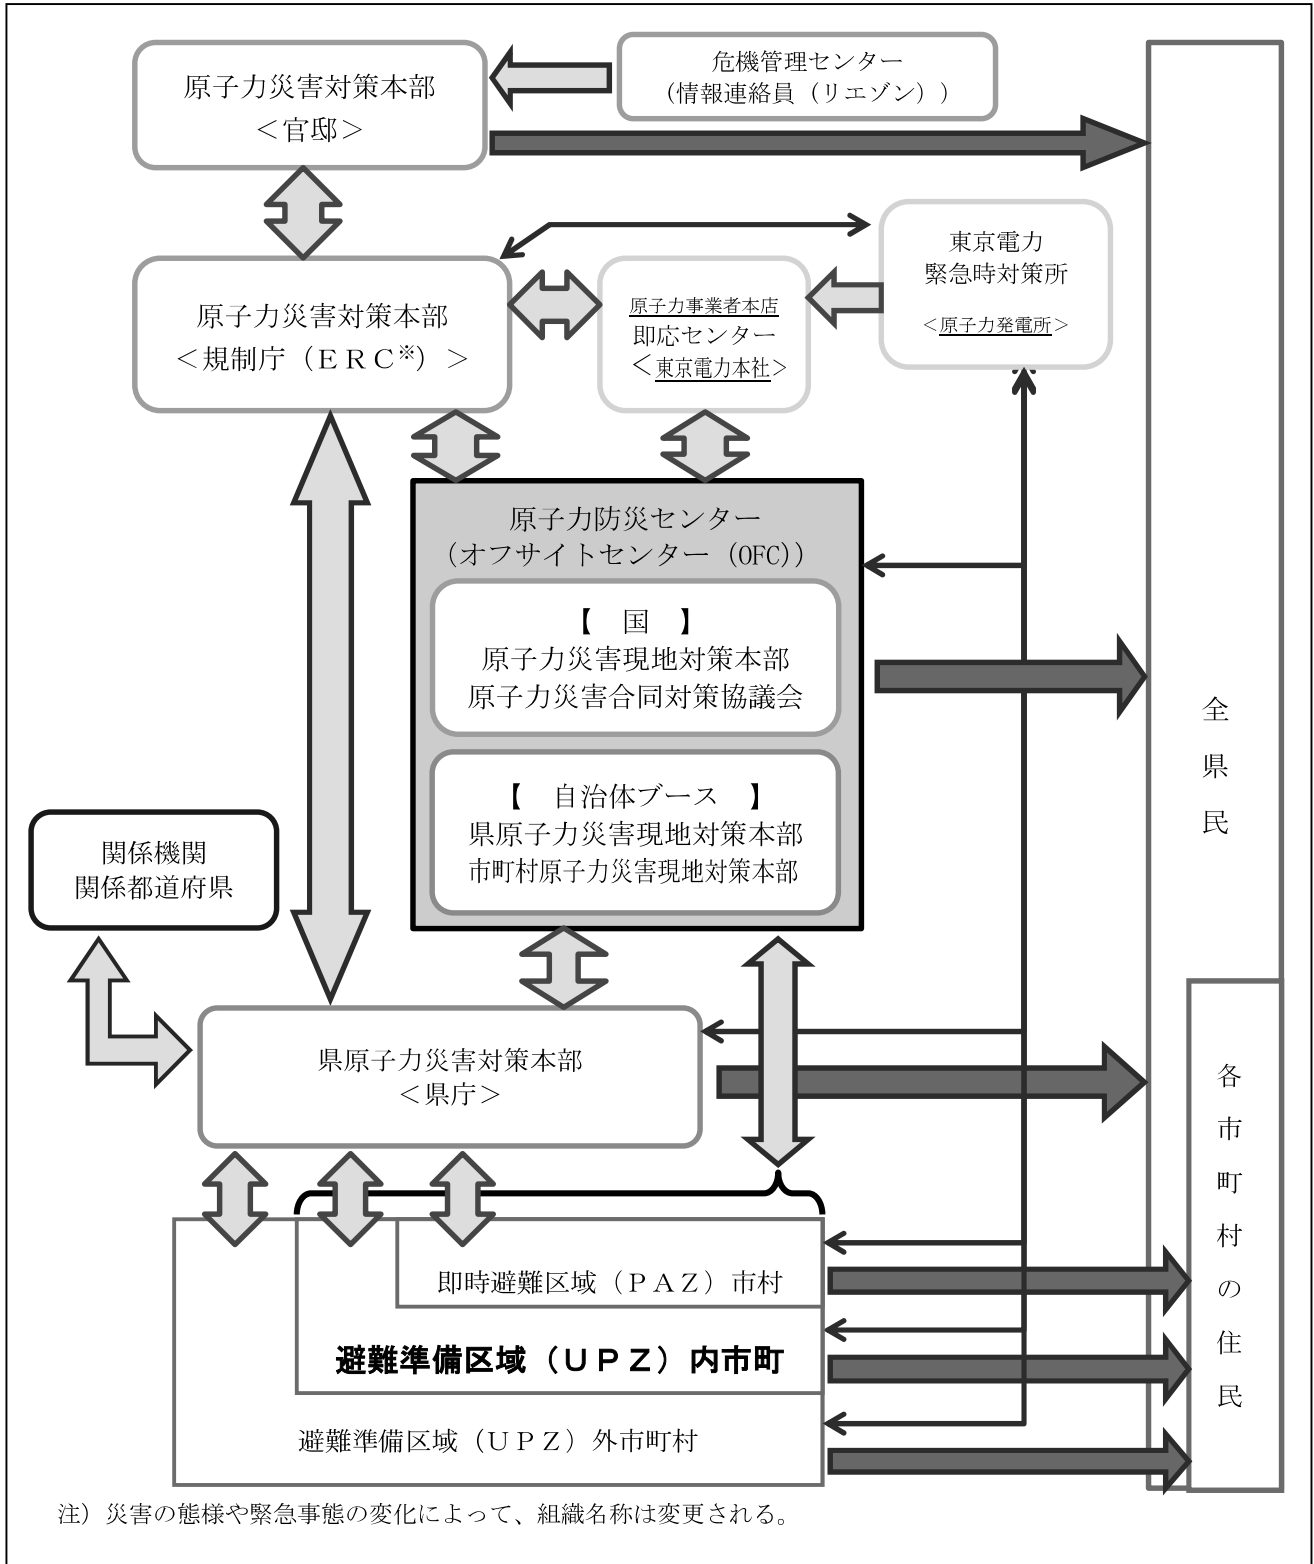 原子力災害対策本部
＜官邸＞
危機管理センター
（情報連絡員（リエゾン））
原子力災害対策本部
＜規制庁（ＥＲＣ※）＞
原子力事業者本店
即応センター
＜東京電力本社＞
東京電力
緊急時対策所
＜原子力発電所＞
原子力防災センター
（オフサイトセンター（OFC））
【　国　】
原子力災害現地対策本部
原子力災害合同対策協議会
【　自治体ブース　】
県原子力災害現地対策本部
市町村原子力災害現地対策本部
関係機関
関係都道府県
県原子力災害対策本部
＜県庁＞
即時避難区域（ＰＡＺ）市村
避難準備区域（ＵＰＺ）内市町
避難準備区域（ＵＰＺ）外市町村
全県民
各市町村の住民
注）災害の態様や緊急事態の変化によって、組織名称は変更される。